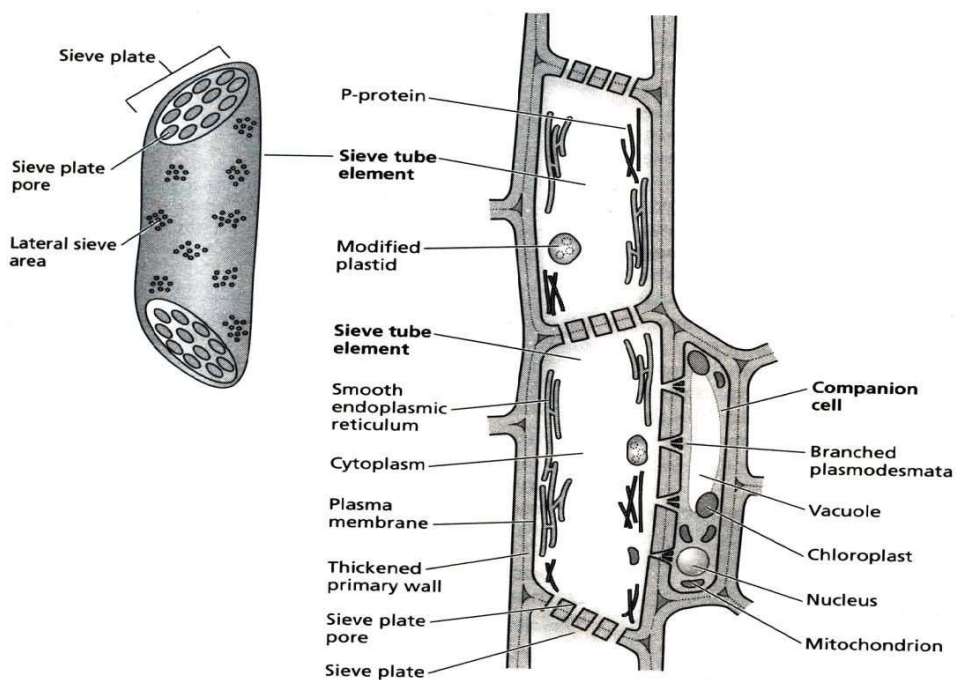 Sieve plate
Sieve plate
pore
Lateral sieve
area
P-protein
Sieve tube
element
Modified
plastid
Sieve tube
element
Smooth
endoplasmic
reticulum
Cytoplasm
Plasma
membrane
Thickened
primary wall
Sieve plate
pore
Sieve plate
Companion
cell
Branched
plasmodesmata
Vacuole
Chloroplast
Nucleus
Mitochondrion